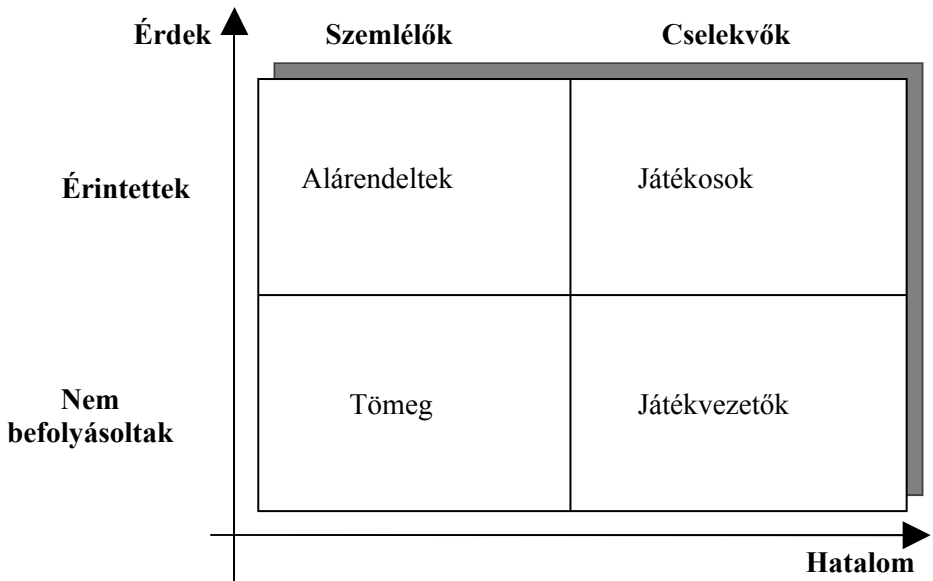 Érdek
Szemlélők
Cselekvők
Érintettek
Alárendeltek
Játékosok
Nem
befolyásoltak
Tömeg
Játékvezetők
Hatalom